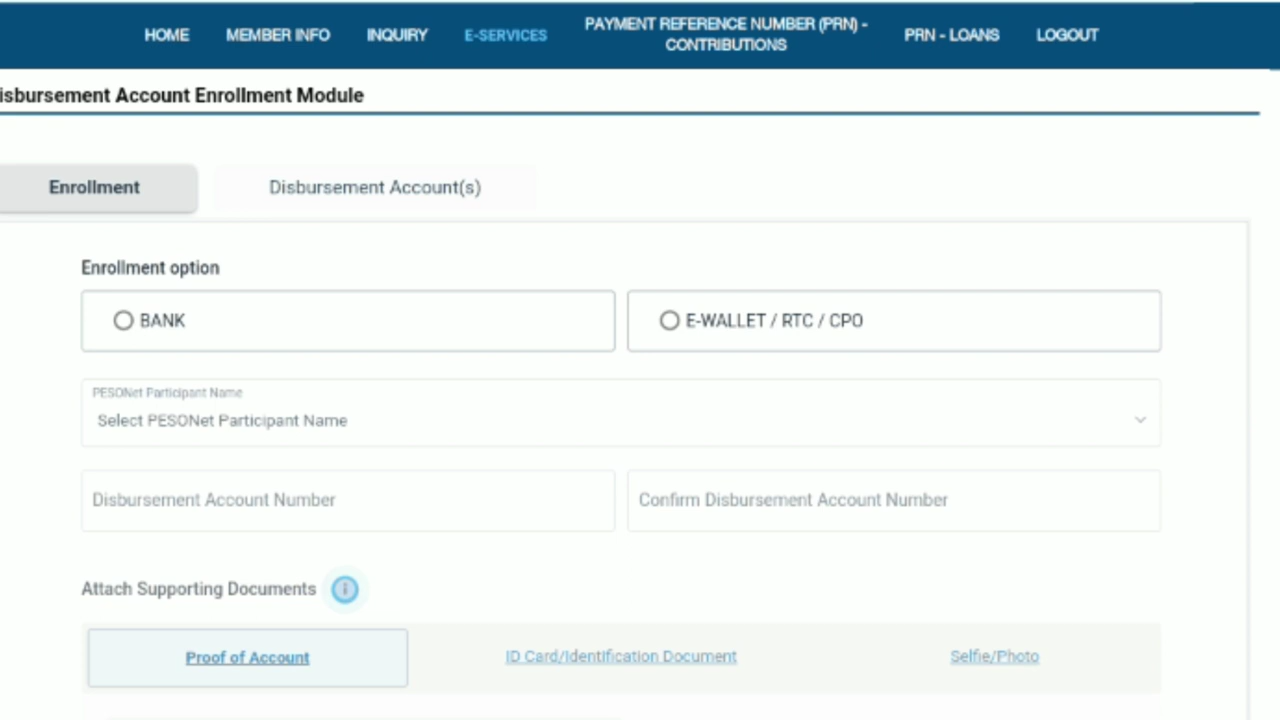 HOME MEMBER INFO INQUIRY E-SERVICES PAYMENT REFERENCE NUMBER (PRN) - CONTRIBUTIONS PRN - LOANS LOGOUT
isbursement Account Enrollment Module
Enrollment Disbursement Account(s)
Enrollment option
BANK E-WALLET / RTC / CPO
PESONet Participant Name
Select PESONet Participant Name
Disbursement Account Number Confirm Disbursement Account Number
Attach Supporting Documents i
Proof of Account ID Card/Identification Document Selfie/Photo